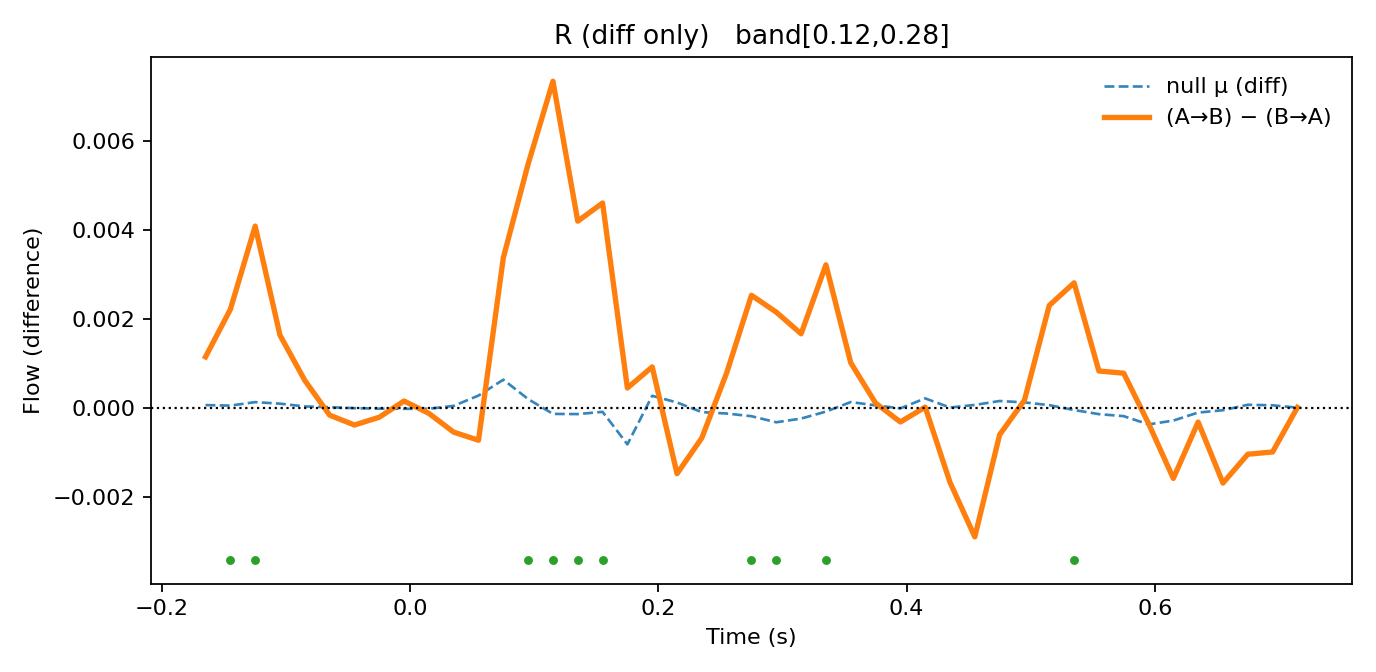 R (diff only)   band[0.12,0.28]
null μ (diff)
(A→B) − (B→A)
Flow (difference)
0.006
0.004
0.002
0.000
−0.002
−0.2
0.0
0.2
0.4
0.6
Time (s)